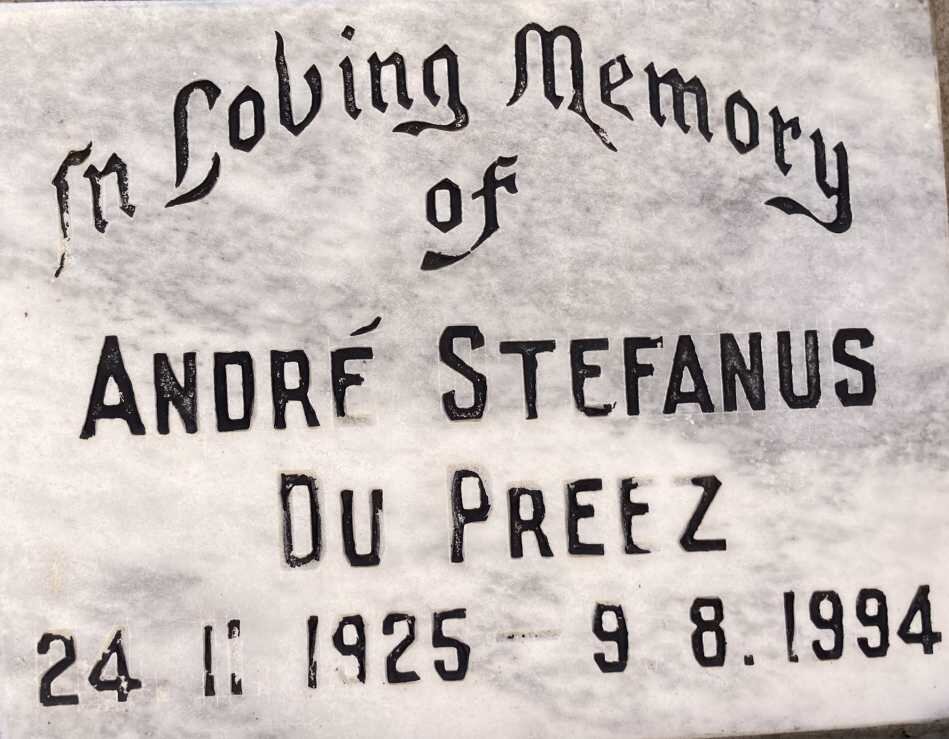 In Loving Memory
of
ANDRÉ STEFANUS
DU PREEZ
24 11 1925 – 9 8.1994